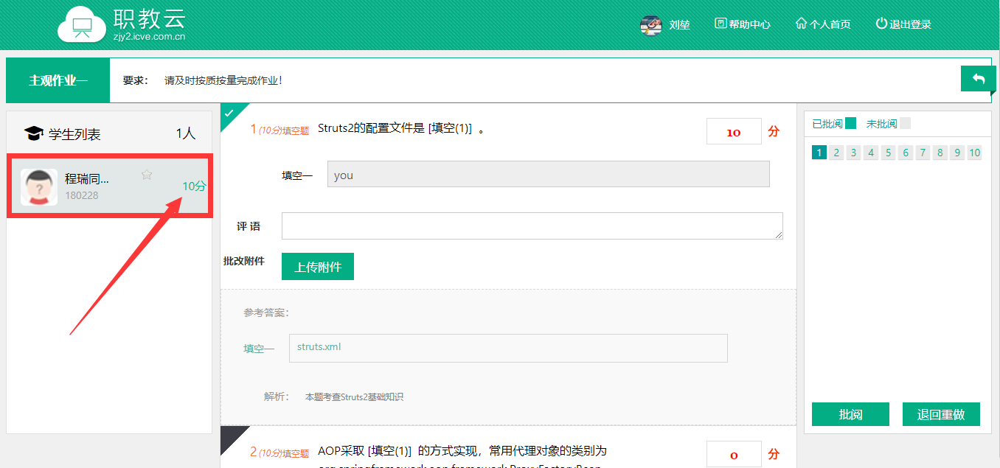 职教云
zjy2.icve.com.cn
刘堃
帮助中心
个人首页
退出登录
主观作业一
要求： 请及时按质按量完成作业！
学生列表 1人
程瑞同...
180228
10分
1 (10分)填空题 Struts2的配置文件是 [填空(1)] 。
10 分
填空一 you
评 语
批改附件 上传附件
参考答案：
填空一 struts.xml
解析： 本题考查Struts2基础知识
2 (10分)填空题 AOP采取 [填空(1)] 的方式实现，常用代理对象的类别为
org.springframework.aop.framework.ProxyFactoryBean
0 分
已批阅 未批阅
1 2 3 4 5 6 7 8 9 10
批阅 退回重做